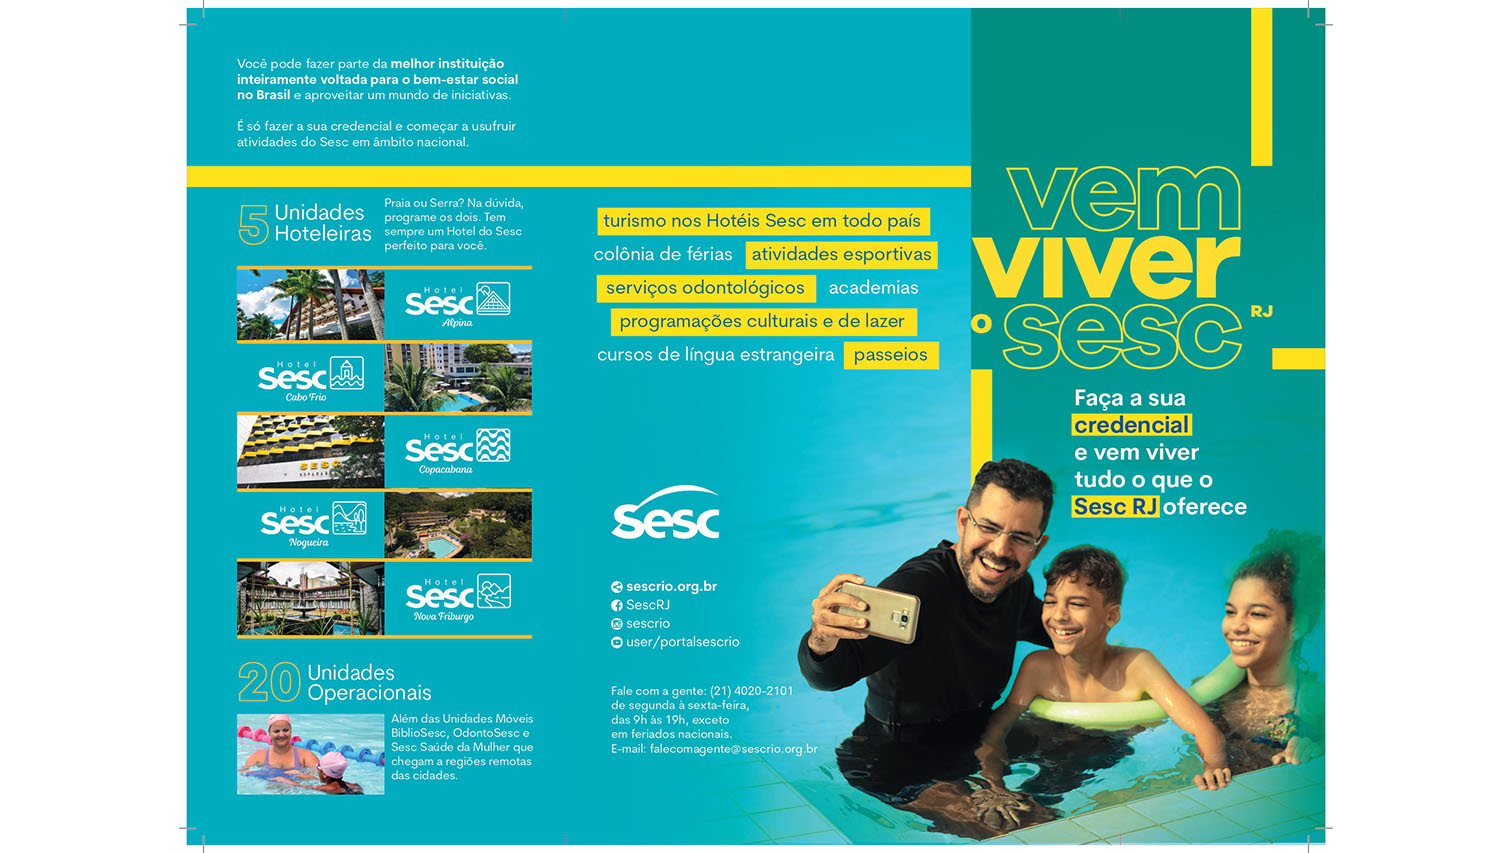 Você pode fazer parte da melhor instituição
inteiramente voltada para o bem-estar social
no Brasil e aproveitar um mundo de iniciativas.
É só fazer a sua credencial e começar a usufruir
atividades do Sesc em âmbito nacional.
5 Unidades
Hoteleiras
Praia ou Serra? Na dúvida,
programe os dois. Tem
sempre um Hotel do Sesc
perfeito para você.
Hotel
Sesc
Alpina
Hotel
Sesc
Cabo Frio
SESC
Hotel
Sesc
Copacabana
Hotel
Sesc
Nogueira
Hotel
Sesc
Nova Friburgo
20 Unidades
Operacionais
Além das Unidades Móveis
BiblioSesc, OdontoSesc e
Sesc Saúde da Mulher que
chegam a regiões remotas
das cidades.
turismo nos Hotéis Sesc em todo país
colônia de férias atividades esportivas
serviços odontológicos academias
programações culturais e de lazer
cursos de língua estrangeira passeios
Sesc
sescrio.org.br
SescRJ
sescrio
user/portalsescrio
Fale com a gente: (21) 4020-2101
de segunda à sexta-feira,
das 9h às 19h, exceto
em feriados nacionais.
E-mail: falecomagente@sescrio.org.br
vem
viver
o sesc RJ
Faça a sua
credencial
e vem viver
tudo o que o
Sesc RJ oferece